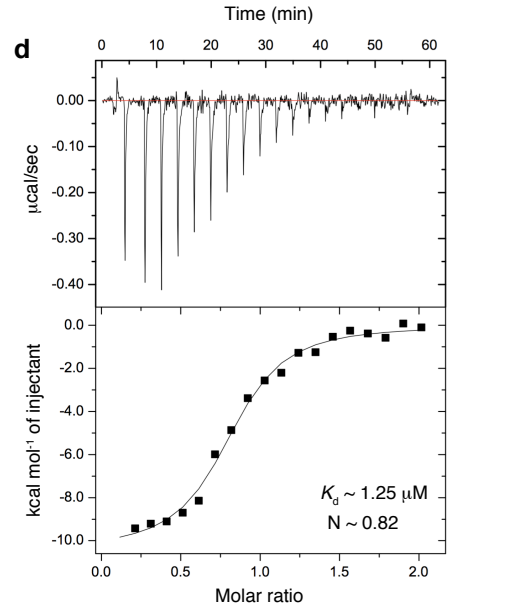 Time (min)
d
0 10 20 30 40 50 60
0.00
-0.10
-0.20
-0.30
-0.40
μcal/sec
0.0
-2.0
-4.0
-6.0
-8.0
-10.0
kcal mol⁻¹ of injectant
Kd ~ 1.25 μM
N ~ 0.82
0.0 0.5 1.0 1.5 2.0
Molar ratio